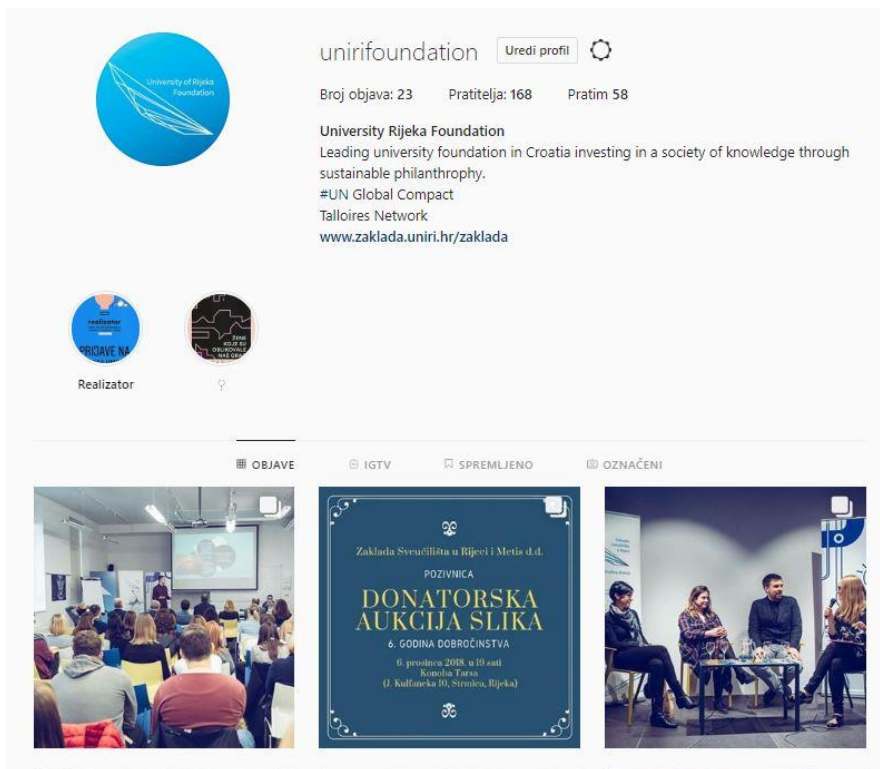 University of Rijeka
Foundation
unirifoundation Uredi profil
Broj objava: 23 Pratitelja: 168 Pratim 58
University Rijeka Foundation
Leading university foundation in Croatia investing in a society of knowledge through
sustainable philanthrophy.
#UN Global Compact
Talloires Network
www.zaklada.uniri.hr/zaklada
realizator
PRIJAVE NA
ŽENE
KOJE SU
OBLIKOVALE
NAŠ GRAD
Realizator
OBJAVE IGTV SPREMLJENO OZNAČENI
Zaklada Sveučilišta u Rijeci i Metis d.d.
POZIVNICA
DONATORSKA
AUKCIJA SLIKA
6. GODINA DOBROČINSTVA
6. prosinca 2018. u 19 sati
Konoba Tarsa
(J. Kulfaneka 10, Strmica, Rijeka)